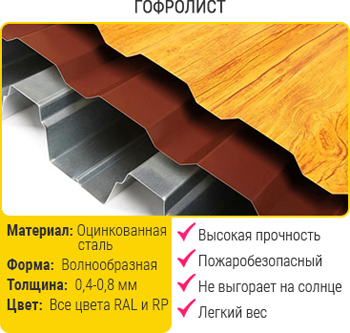 ГОФРОЛИСТ
Материал: Оцинкованная
сталь
Форма: Волнообразная
Толщина: 0,4-0,8 мм
Цвет: Все цвета RAL и RP
Высокая прочность
Пожаробезопасный
Не выгорает на солнце
Легкий вес